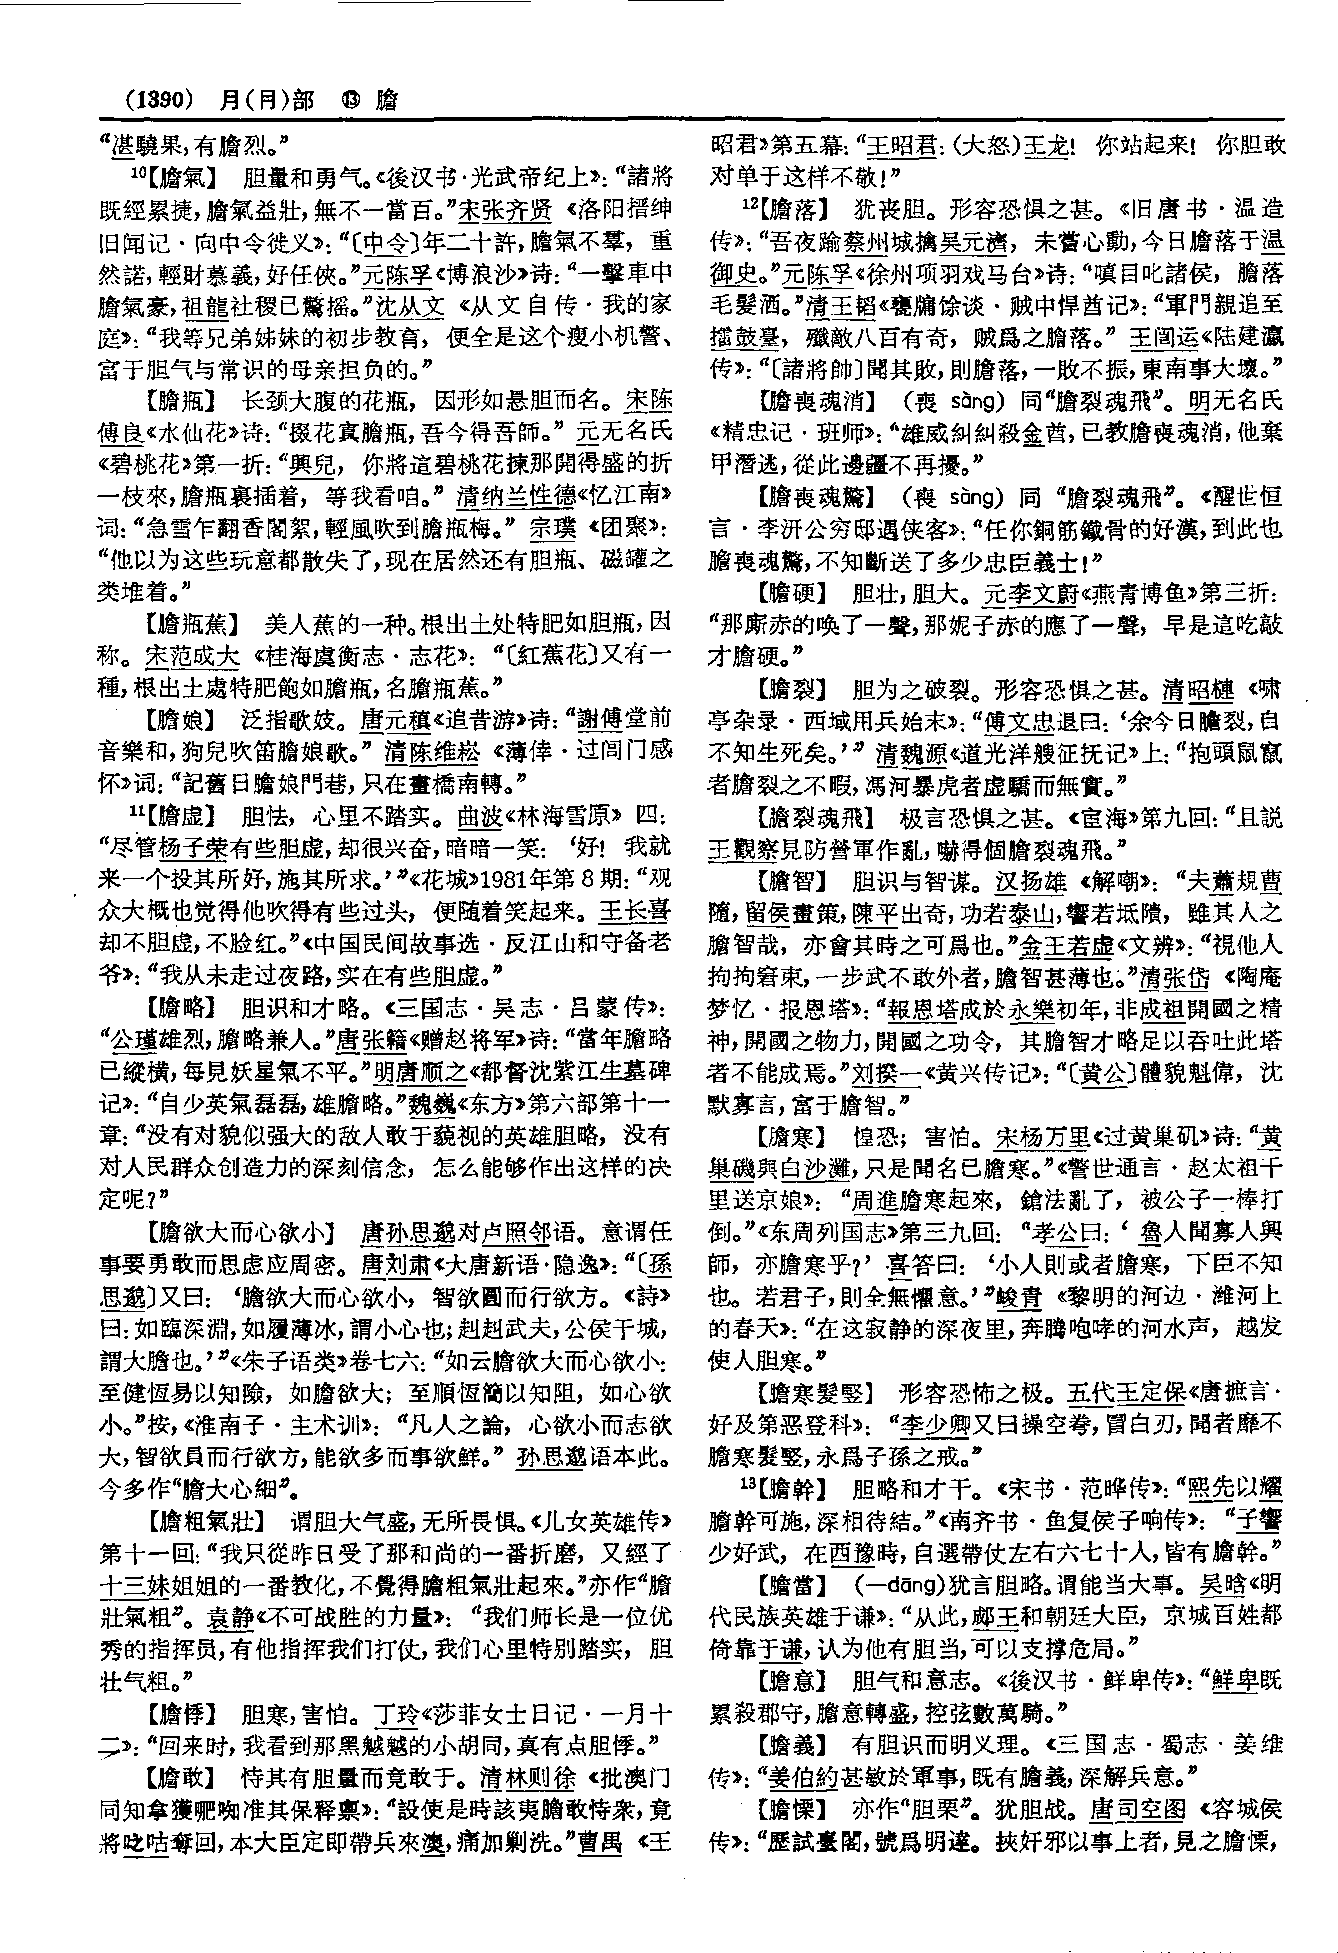 (1390) 月(⺼)部 ⓭ 膽
“湛驍果,有膽烈。”
¹⁰【膽氣】 胆量和勇气。《後汉书·光武帝纪上》:“諸將
既經累捷,膽氣益壯,無不一當百。”宋张齐贤《洛阳搢绅
旧闻记·向中令徙义》:“〔中令〕年二十許,膽氣不羣,重
然諾,輕財慕義,好任俠。”元陈孚《博浪沙》诗:“一擊車中
膽氣豪,祖龍社稷已驚摇。”沈从文《从文自传·我的家
庭》:“我等兄弟姊妹的初步教育,便全是这个瘦小机警、
富于胆气与常识的母亲担负的。”
【膽瓶】 长颈大腹的花瓶,因形如悬胆而名。宋陈
傅良《水仙花》诗:“掇花寘膽瓶,吾今得吾師。”元无名氏
《碧桃花》第一折:“興兒,你將這碧桃花揀那開得盛的折
一枝來,膽瓶裏插着,等我看咱。”清纳兰性德《忆江南》
词:“急雪乍翻香閣絮,輕風吹到膽瓶梅。”宗璞《团聚》:
“他以为这些玩意都散失了,现在居然还有胆瓶、磁罐之
类堆着。”
【膽瓶蕉】 美人蕉的一种。根出土处特肥如胆瓶,因
称。宋范成大《桂海虞衡志·志花》:“〔紅蕉花〕又有一
種,根出土處特肥飽如膽瓶,名膽瓶蕉。”
【膽娘】 泛指歌妓。唐元稹《追昔游》诗:“謝傅堂前
音樂和,狗兒吹笛膽娘歌。”清陈维崧《薄倖·过闾门感
怀》词:“記舊日膽娘門巷,只在畫橋南轉。”
¹¹【膽虚】 胆怯,心里不踏实。曲波《林海雪原》四:
“尽管杨子荣有些胆虚,却很兴奋,暗暗一笑:‘好!我就
来一个投其所好,施其所求。’”《花城》1981年第8期:“观
众大概也觉得他吹得有些过头,便随着笑起来。王长喜
却不胆虚,不脸红。”《中国民间故事选·反江山和守备老
爷》:“我从未走过夜路,实在有些胆虚。”
【膽略】 胆识和才略。《三国志·吴志·吕蒙传》:
“公瑾雄烈,膽略兼人。”唐张籍《赠赵将军》诗:“當年膽略
已縱横,每見妖星氣不平。”明唐顺之《都督沈紫江生墓碑
记》:“自少英氣磊磊,雄膽略。”魏巍《东方》第六部第十一
章:“没有对貌似强大的敌人敢于藐视的英雄胆略,没有
对人民群众创造力的深刻信念,怎么能够作出这样的决
定呢?”
【膽欲大而心欲小】 唐孙思邈对卢照邻语。意谓任
事要勇敢而思虑应周密。唐刘肃《大唐新语·隐逸》:“〔孫
思邈〕又曰:‘膽欲大而心欲小,智欲圓而行欲方。《詩》
曰:如臨深淵,如履薄冰,謂小心也;赳赳武夫,公侯干城,
謂大膽也。’”《朱子语类》卷七六:“如云膽欲大而心欲小:
至健恆易以知險,如膽欲大;至順恆簡以知阻,如心欲
小。”按,《淮南子·主术训》:“凡人之論,心欲小而志欲
大,智欲員而行欲方,能欲多而事欲鮮。”孙思邈语本此。
今多作“膽大心細”。
【膽粗氣壯】 谓胆大气盛,无所畏惧。《儿女英雄传》
第十一回:“我只從昨日受了那和尚的一番折磨,又經了
十三妹姐姐的一番教化,不覺得膽粗氣壯起來。”亦作“膽
壯氣粗”。袁静《不可战胜的力量》:“我们师长是一位优
秀的指挥员,有他指挥我们打仗,我们心里特别踏实,胆
壮气粗。”
【膽悸】 胆寒,害怕。丁玲《莎菲女士日记·一月十
二》:“回来时,我看到那黑魆魆的小胡同,真有点胆悸。”
【膽敢】 恃其有胆量而竟敢于。清林则徐《批澳门
同知拿獲𠸄㕭准其保释禀》:“設使是時該夷膽敢恃衆,竟
將𠯋咕奪回,本大臣定即帶兵來澳,痛加剿洗。”曹禺《王
昭君》第五幕:“王昭君:(大怒)王龙!你站起来!你胆敢
对单于这样不敬!”
¹²【膽落】 犹丧胆。形容恐惧之甚。《旧唐书·温造
传》:“吾夜踰蔡州城擒吴元濟,未嘗心動,今日膽落于温
御史。”元陈孚《徐州项羽戏马台》诗:“嗔目叱諸侯,膽落
毛髮洒。”清王韬《甕牖馀谈·贼中悍酋记》:“軍門親追至
擂鼓臺,殲敵八百有奇,贼爲之膽落。”王闿运《陆建瀛
传》:“〔諸將帥〕聞其敗,則膽落,一敗不振,東南事大壞。”
【膽喪魂消】 (喪 sàng) 同“膽裂魂飛”。明无名氏
《精忠记·班师》:“雄威糾糾殺金酋,已教膽喪魂消,他棄
甲潛逃,從此邊疆不再擾。”
【膽喪魂驚】 (喪 sàng) 同“膽裂魂飛”。《醒世恒
言·李汧公穷邸遇侠客》:“任你銅筋鐵骨的好漢,到此也
膽喪魂驚,不知斷送了多少忠臣義士!”
【膽硬】 胆壮,胆大。元李文蔚《燕青博鱼》第三折:
“那廝赤的唤了一聲,那妮子赤的應了一聲,早是這吃敲
才膽硬。”
【膽裂】 胆为之破裂。形容恐惧之甚。清昭槤《啸
亭杂录·西域用兵始末》:“傅文忠退曰:‘余今日膽裂,自
不知生死矣。’”清魏源《道光洋艘征抚记》上:“抱頭鼠竄
者膽裂之不暇,馮河暴虎者虚驕而無實。”
【膽裂魂飛】 极言恐惧之甚。《宦海》第九回:“且説
王觀察見防營軍作亂,嚇得個膽裂魂飛。”
【膽智】 胆识与智谋。汉扬雄《解嘲》:“夫蕭規曹
隨,留侯畫策,陳平出奇,功若泰山,響若坻隤,雖其人之
膽智哉,亦會其時之可爲也。”金王若虚《文辨》:“視他人
拘拘窘束,一步武不敢外者,膽智甚薄也。”清张岱《陶庵
梦忆·报恩塔》:“報恩塔成於永樂初年,非成祖開國之精
神,開國之物力,開國之功令,其膽智才略足以吞吐此塔
者不能成焉。”刘揆一《黄兴传记》:“〔黄公〕體貌魁偉,沈
默寡言,富于膽智。”
【膽寒】 惶恐;害怕。宋杨万里《过黄巢矶》诗:“黄
巢磯與白沙灘,只是聞名已膽寒。”《警世通言·赵太祖千
里送京娘》:“周進膽寒起來,鎗法亂了,被公子一棒打
倒。”《东周列国志》第三九回:“孝公曰:‘魯人聞寡人興
師,亦膽寒乎?’喜答曰:‘小人則或者膽寒,下臣不知
也。若君子,則全無懼意。’”峻青《黎明的河边·潍河上
的春天》:“在这寂静的深夜里,奔腾咆哮的河水声,越发
使人胆寒。”
【膽寒髮竪】 形容恐怖之极。五代王定保《唐摭言·
好及第恶登科》:“李少卿又曰操空弮,冒白刃,聞者靡不
膽寒髮竪,永爲子孫之戒。”
¹³【膽幹】 胆略和才干。《宋书·范晔传》:“熙先以耀
膽幹可施,深相待結。”《南齐书·鱼复侯子响传》:“子響
少好武,在西豫時,自選帶仗左右六七十人,皆有膽幹。”
【膽當】 (—dāng)犹言胆略。谓能当大事。吴晗《明
代民族英雄于谦》:“从此,郕王和朝廷大臣,京城百姓都
倚靠于谦,认为他有胆当,可以支撑危局。”
【膽意】 胆气和意志。《後汉书·鲜卑传》:“鮮卑既
累殺郡守,膽意轉盛,控弦數萬騎。”
【膽義】 有胆识而明义理。《三国志·蜀志·姜维
传》:“姜伯約甚敏於軍事,既有膽義,深解兵意。”
【膽慄】 亦作“胆栗”。犹胆战。唐司空图《容城侯
传》:“歷試臺閣,號爲明達。挾奸邪以事上者,見之膽慄,